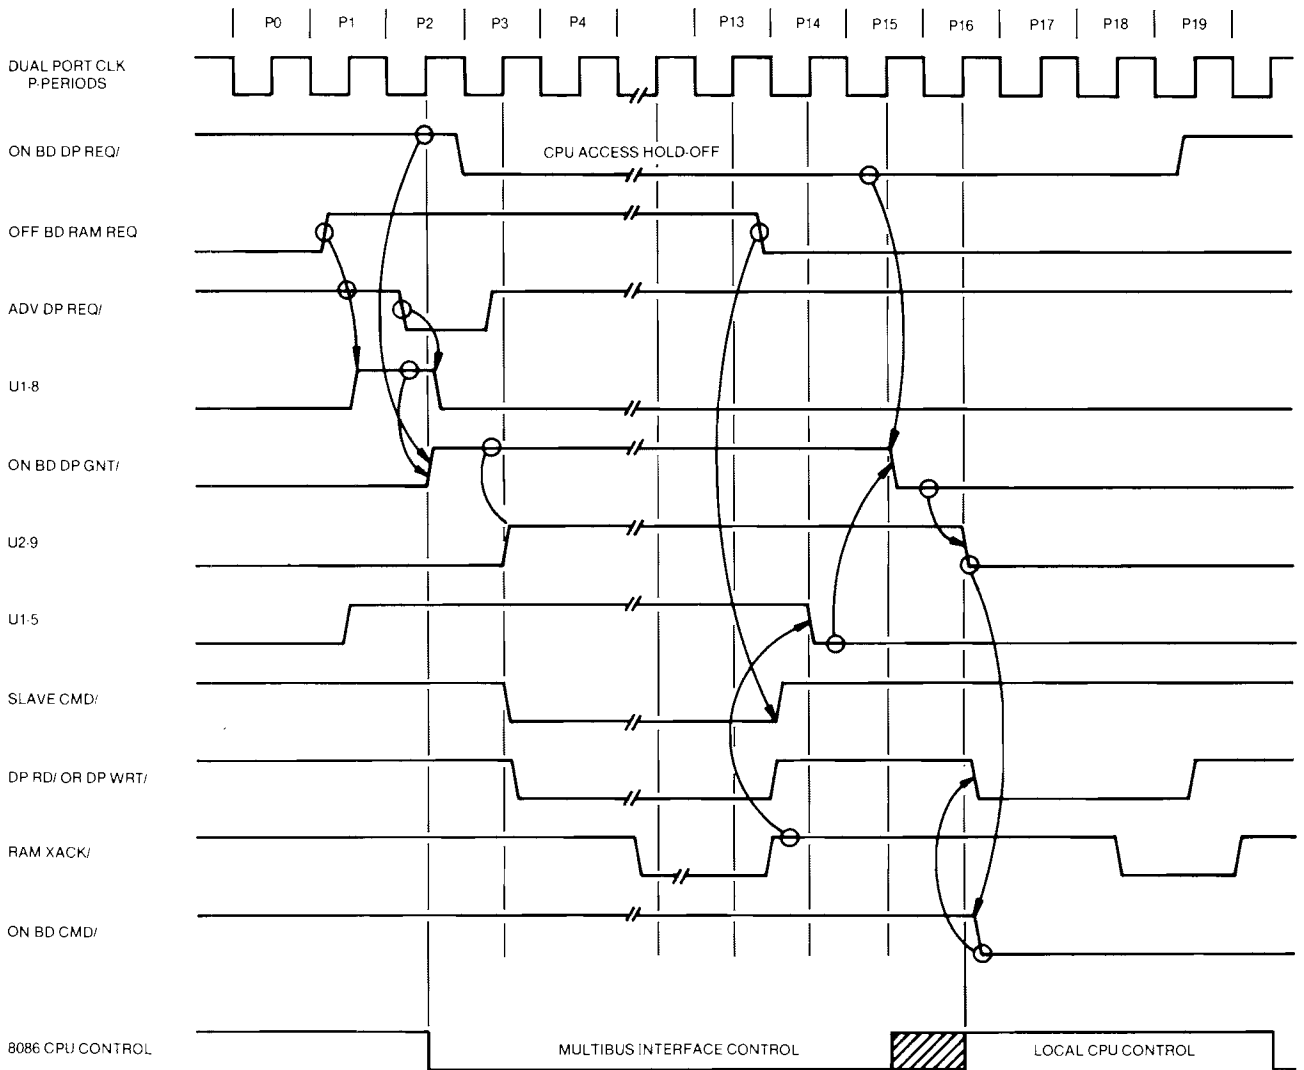 P0 P1 P2 P3 P4 P13 P14 P15 P16 P17 P18 P19
DUAL PORT CLK
P-PERIODS
ON BD DP REQ/
CPU ACCESS HOLD-OFF
OFF BD RAM REQ
ADV DP REQ/
U1-8
ON BD DP GNT/
U2-9
U1-5
SLAVE CMD/
DP RD/ OR DP WRT/
RAM XACK/
ON BD CMD/
8086 CPU CONTROL
MULTIBUS INTERFACE CONTROL
LOCAL CPU CONTROL